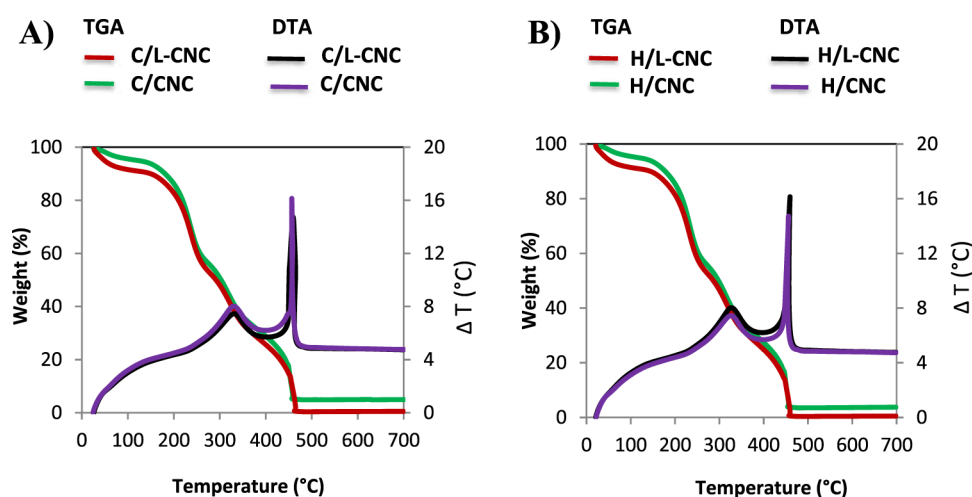 A)
TGA DTA
C/L-CNC C/L-CNC
C/CNC C/CNC
100 20
80 16
60 12
40 8
20 4
0 0
0 100 200 300 400 500 600 700
Weight (%)
Δ T (°C)
Temperature (°C)
B)
TGA DTA
H/L-CNC H/L-CNC
H/CNC H/CNC
100 20
80 16
60 12
40 8
20 4
0 0
0 100 200 300 400 500 600 700
Weight (%)
Δ T (°C)
Temperature (°C)